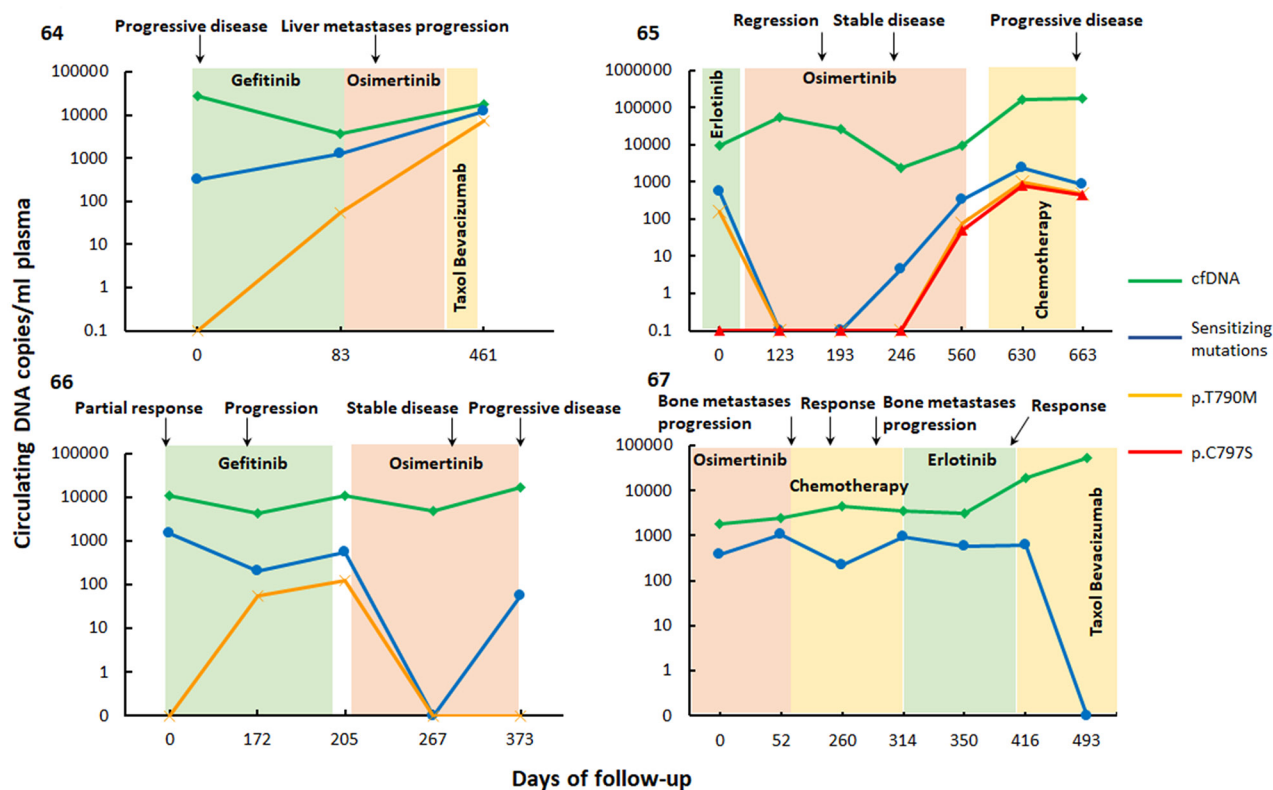 64
Progressive disease
Liver metastases progression
Gefitinib
Osimertinib
Taxol Bevacizumab
100000
10000
1000
100
10
1
0.1
0
83
461
65
Regression
Stable disease
Progressive disease
Erlotinib
Osimertinib
Chemotherapy
1000000
100000
10000
1000
100
10
1
0.1
0
123
193
246
560
630
663
cfDNA
Sensitizing
mutations
p.T790M
p.C797S
66
Partial response
Progression
Stable disease
Progressive disease
Gefitinib
Osimertinib
100000
10000
1000
100
10
1
0
0
172
205
267
373
67
Bone metastases
progression
Response
Bone metastases
progression
Response
Osimertinib
Chemotherapy
Erlotinib
Taxol Bevacizumab
100000
10000
1000
100
10
1
0
0
52
260
314
350
416
493
Circulating DNA copies/ml plasma
Days of follow-up